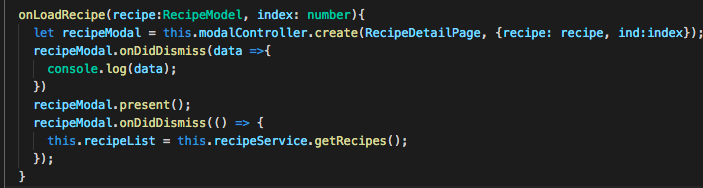 onLoadRecipe(recipe:RecipeModel, index: number){
let recipeModal = this.modalController.create(RecipeDetailPage, {recipe: recipe, ind:index});
recipeModal.onDidDismiss(data =>{
console.log(data);
})
recipeModal.present();
recipeModal.onDidDismiss(() => {
this.recipeList = this.recipeService.getRecipes();
});
}